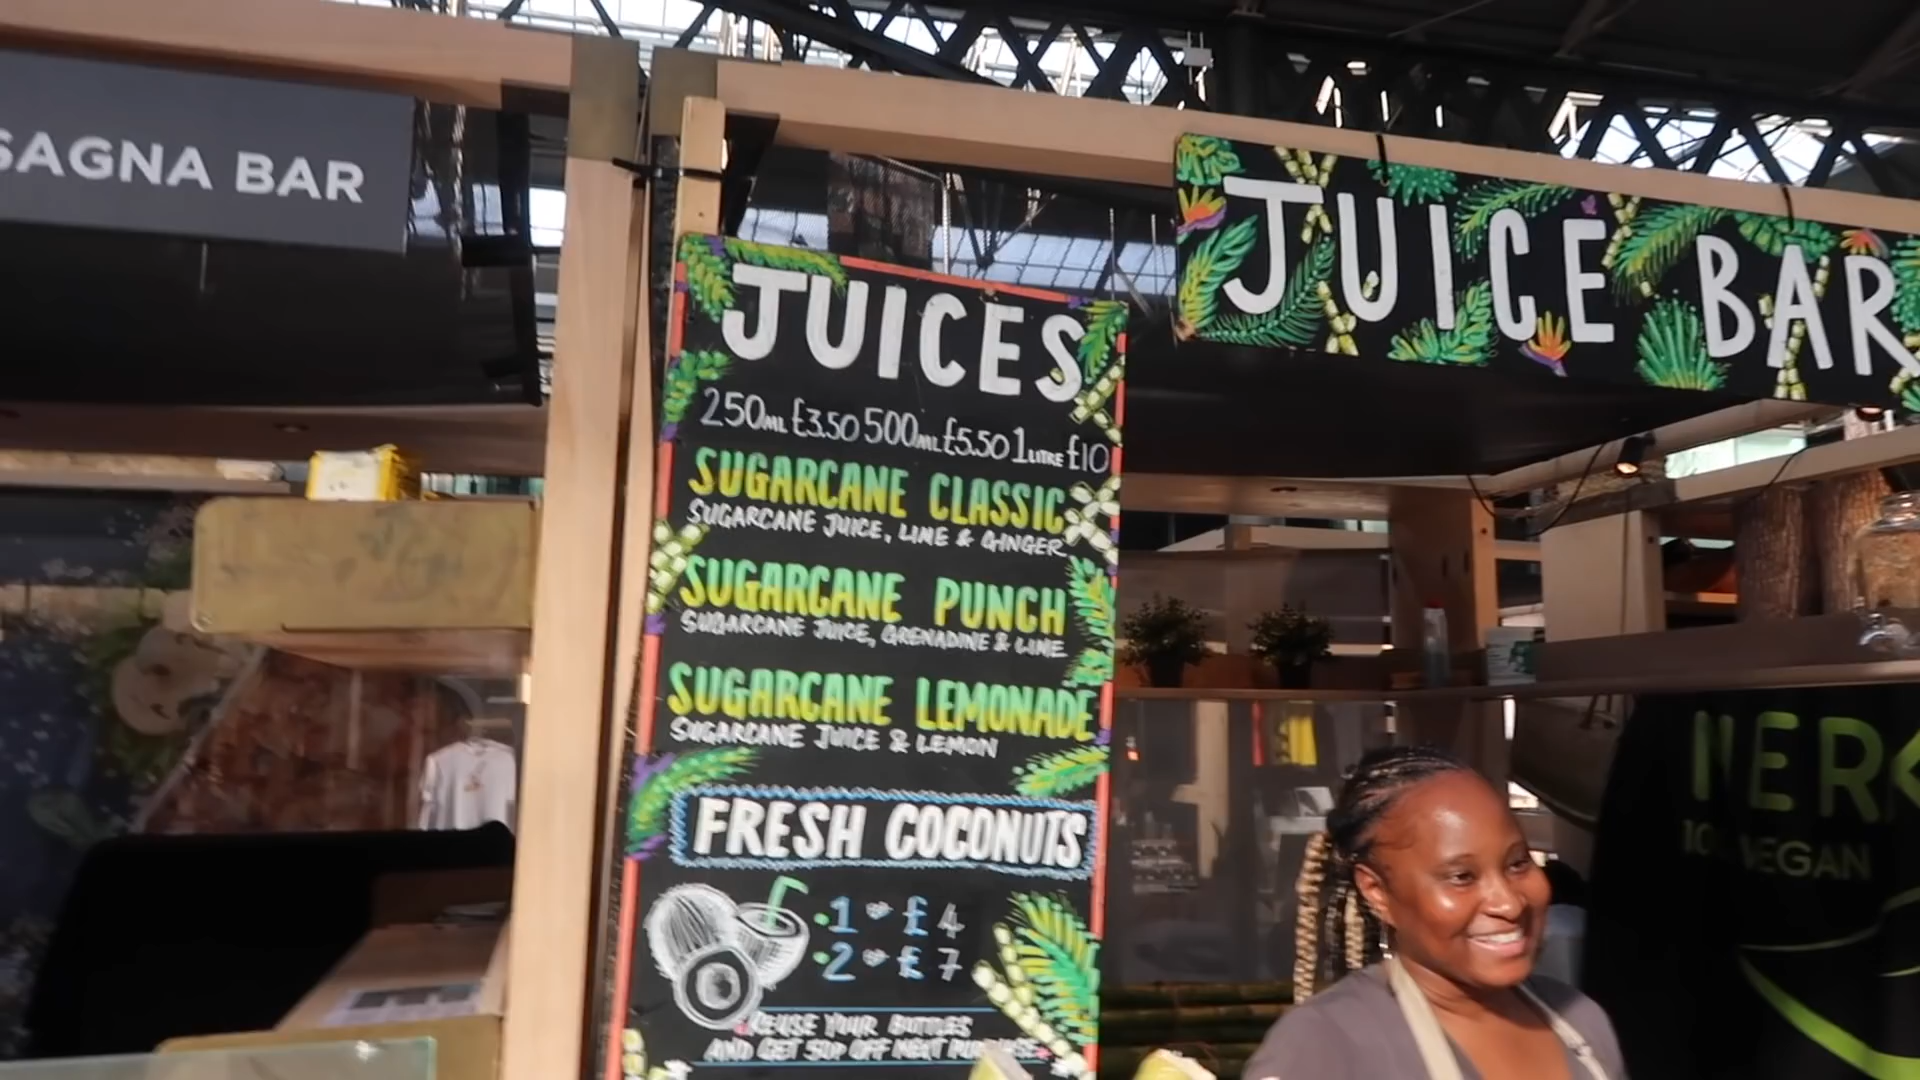 SAGNA BAR
JUICE BAR
JUICES
250ML £3.50 500ML £5.50 1 LITRE £10
SUGARCANE CLASSIC
SUGARCANE JUICE, LIME & GINGER
SUGARCANE PUNCH
SUGARCANE JUICE, GRENADINE & LIME
SUGARCANE LEMONADE
SUGARCANE JUICE & LEMON
FRESH COCONUTS
1 £4
2 £7
REUSE YOUR BOTTLES
AND GET 50P OFF NEXT PURCHASE
VEGAN